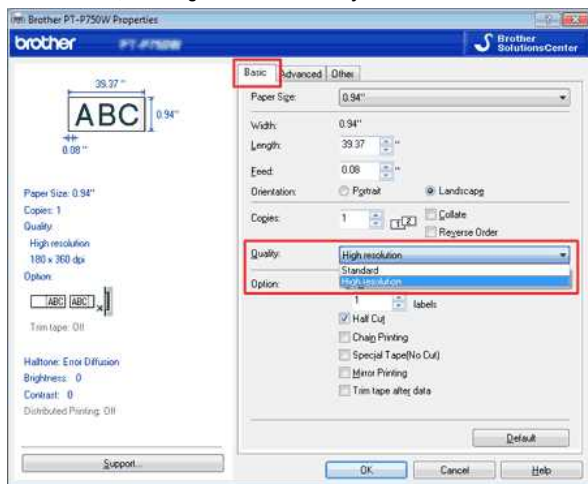 Brother PT-P750W Properties
brother
Brother
SolutionsCenter
39.37 "
ABC
0.94"
0.08 "
Paper Size: 0.94"
Copies: 1
Quality:
High resolution
180 x 360 dpi
Option:
ABC ABC
Trim tape: Off
Halftone: Error Diffusion
Brightness: 0
Contrast: 0
Distributed Printing: Off
Support...
Basic Advanced Other
Paper Size: 0.94"
Width: 0.94"
Length: 39.37 "
Feed: 0.08 "
Orientation: Portrait Landscape
Copies: 1 1 2 Collate
Reverse Order
Quality: High resolution
Standard
High resolution
Option:
1 labels
Half Cut
Chain Printing
Special Tape(No Cut)
Mirror Printing
Trim tape after data
Default
OK Cancel Help